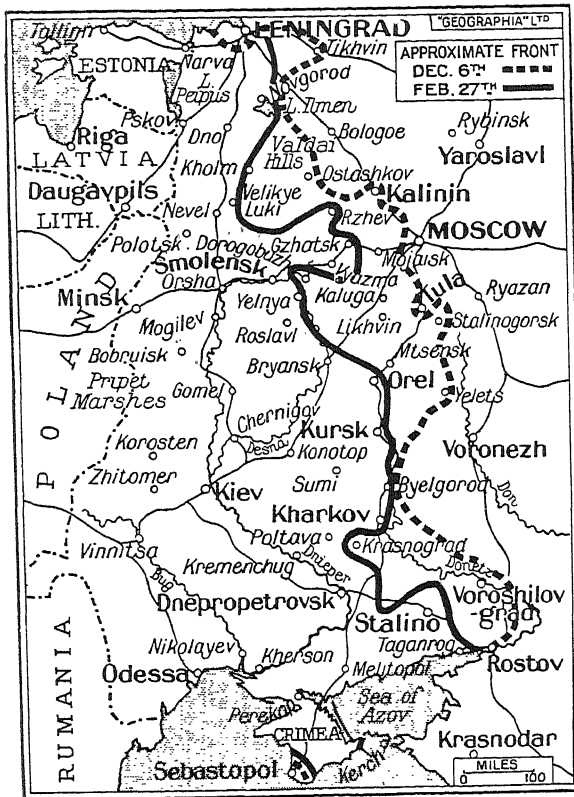 "GEOGRAPHIA" LTD
APPROXIMATE FRONT
DEC. 6TH
FEB. 27TH
Tallinn
LENINGRAD
Tikhvin
Narva
ESTONIA
L. Peipus
Novgorod
L. Ilmen
Pskov
Dno
Bologoe
Rybinsk
Riga
Valdai
Hills
Yaroslavl
LATVIA
Kholm
Ostashkov
Kalinin
Daugavpils
Velikye
Luki
LITH.
Nevel
Rzhev
MOSCOW
Polotsk
Dorogobuzh
Gzhatsk
Mojaisk
Smolensk
Vyazma
Tula
Orsha
Kaluga
Ryazan
Minsk
Yelnya
Likhvin
Stalinogorsk
Mogilev
Roslavl
Mtsensk
Bobruisk
Bryansk
Orel
Yelets
Pripet
Marshes
Gomel
POLAND
Chernigov
Kursk
Voronezh
Desna
Korosten
Konotop
Zhitomer
Sumi
Kiev
Byelgorod
Don
Kharkov
Vinnitsa
Poltava
Krasnograd
Kremenchug
Dnieper
Donetz
Bug
Voroshilov
-grad
Dnepropetrovsk
Stalino
Nikolayev
Taganrog
Rostov
Odessa
Kherson
Melitopol
RUMANIA
Perekop
Sea of
Azov
CRIMEA
Krasnodar
Sebastopol
Kerch
MILES
0 100